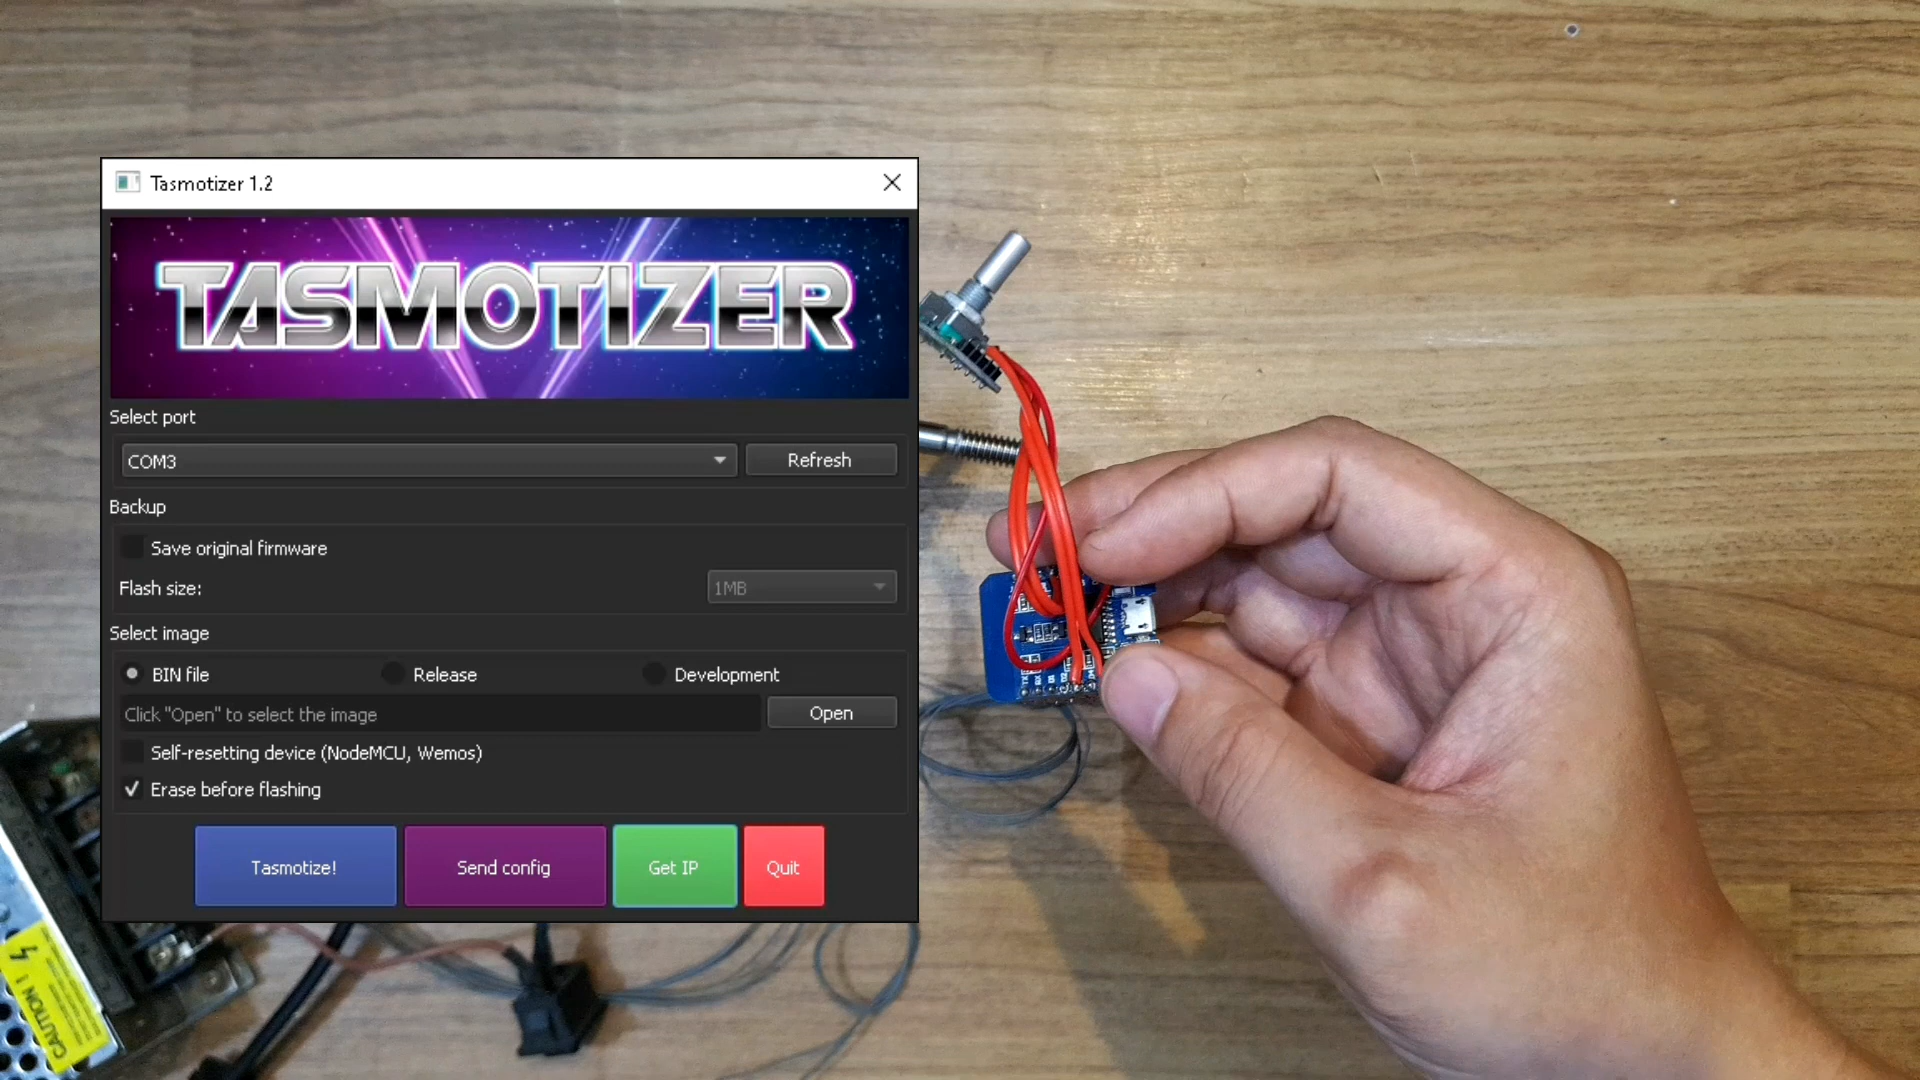 Tasmotizer 1.2
TASMOTIZER
Select port
COM3
Refresh
Backup
Save original firmware
Flash size:
1MB
Select image
BIN file
Release
Development
Click "Open" to select the image
Open
Self-resetting device (NodeMCU, Wemos)
Erase before flashing
Tasmotize!
Send config
Get IP
Quit
CAUTION !